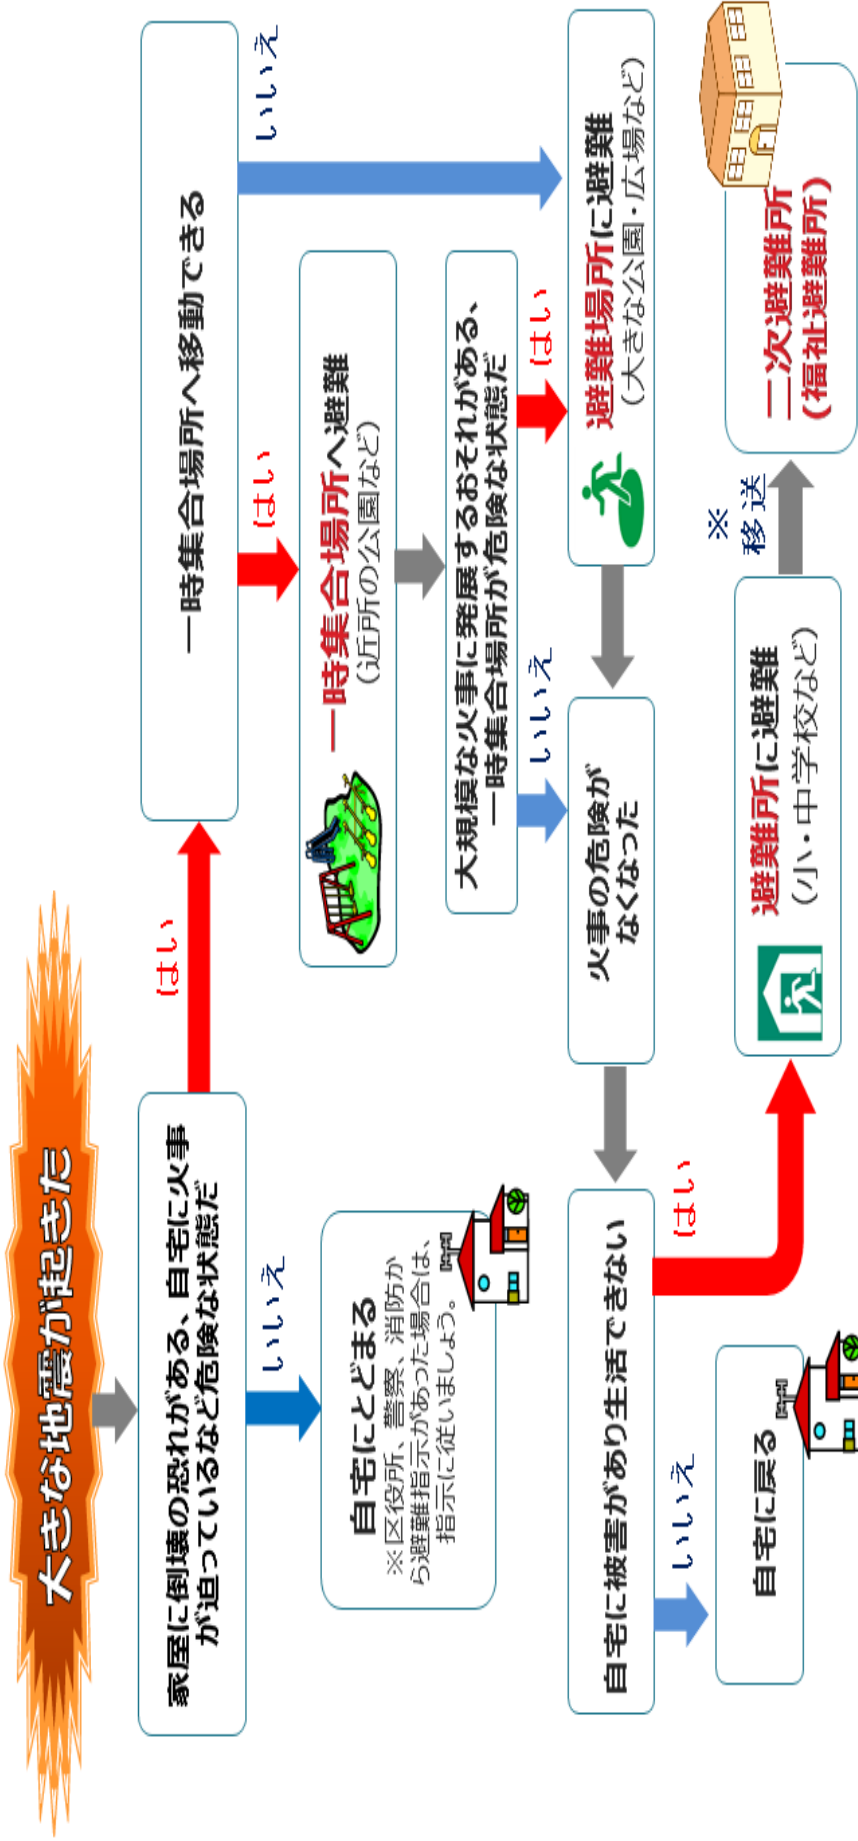 大きな地震が起きた
家屋に倒壊の恐れがある、自宅に火事
が迫っているなど危険な状態だ
はい
一時集合場所へ移動できる
いいえ
いいえ
自宅にとどまる
※区役所、警察、消防か
ら避難指示があった場合は、
指示に従いましょう。
はい
一時集合場所へ避難
（近所の公園など）
大規模な火事に発展するおそれがある、
一時集合場所が危険な状態だ
いいえ
はい
避難場所に避難
（大きな公園・広場など）
火事の危険が
なくなった
自宅に被害があり生活できない
いいえ
はい
自宅に戻る
避難所に避難
（小・中学校など）
※
移送
二次避難所
（福祉避難所）